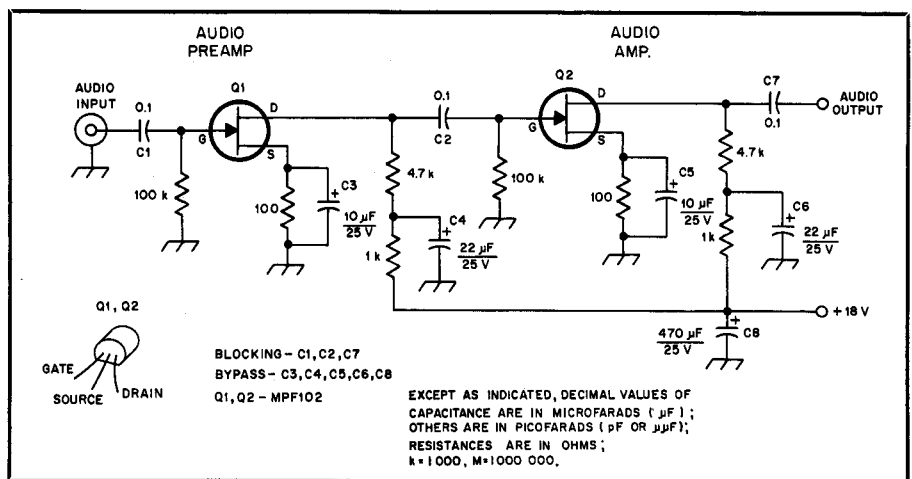 AUDIO
PREAMP
AUDIO
AMP.
AUDIO
INPUT
0.1
C1
Q1
D
G
S
100 k
100
+
C3
10 µF
25 V
4.7 k
+
C4
22 µF
25 V
1 k
0.1
C2
Q2
D
G
S
100 k
100
+
C5
10 µF
25 V
C7
0.1
AUDIO
OUTPUT
4.7 k
+
C6
22 µF
25 V
1 k
+ 18 V
470 µF
25 V
+
C8
Q1, Q2
GATE
SOURCE
DRAIN
BLOCKING - C1, C2, C7
BYPASS - C3, C4, C5, C6, C8
Q1, Q2 - MPF102
EXCEPT AS INDICATED, DECIMAL VALUES OF
CAPACITANCE ARE IN MICROFARADS ( µF ) ;
OTHERS ARE IN PICOFARADS ( pF OR µµF);
RESISTANCES ARE IN OHMS ;
k = 1000, M = 1000 000.